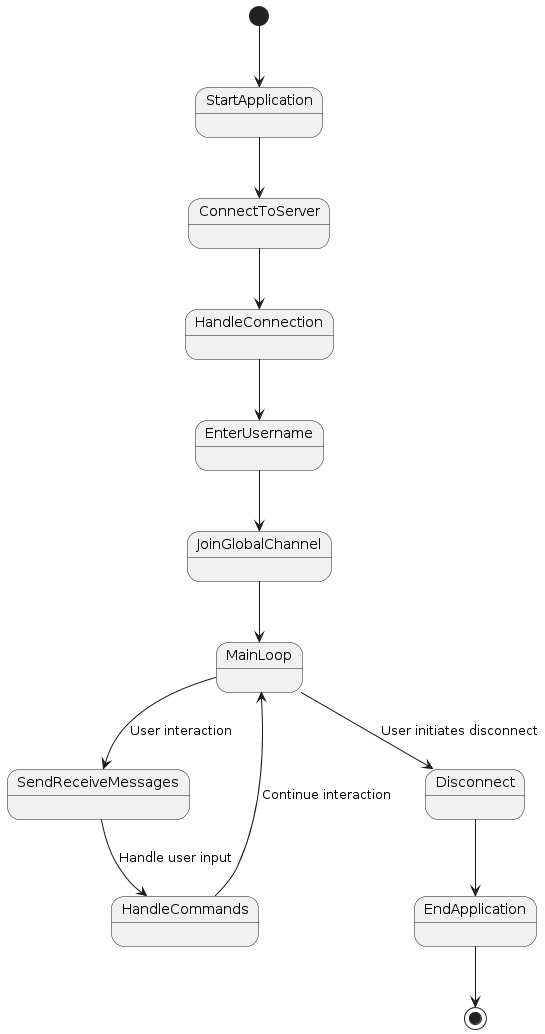 StartApplication
ConnectToServer
HandleConnection
EnterUsername
JoinGlobalChannel
MainLoop
User interaction
User initiates disconnect
SendReceiveMessages
Disconnect
Continue interaction
Handle user input
HandleCommands
EndApplication